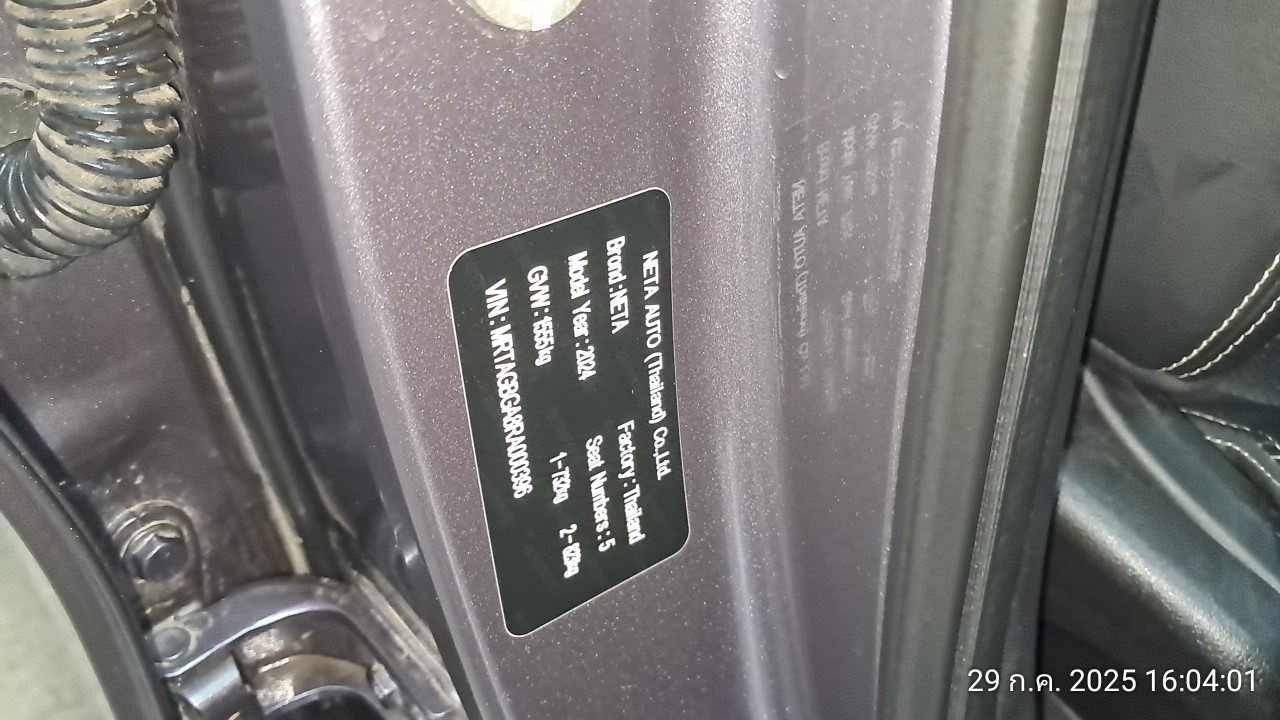 NETA AUTO (Thailand) Co.,Ltd.
Brand : NETA Factory : Thailand
Model Year : 2024 Seat Numbers : 5
GVW : 1555kg 1-732kg 2-823kg
VIN : MRTAGBGA8RA000396
29 ก.ค. 2025 16:04:01